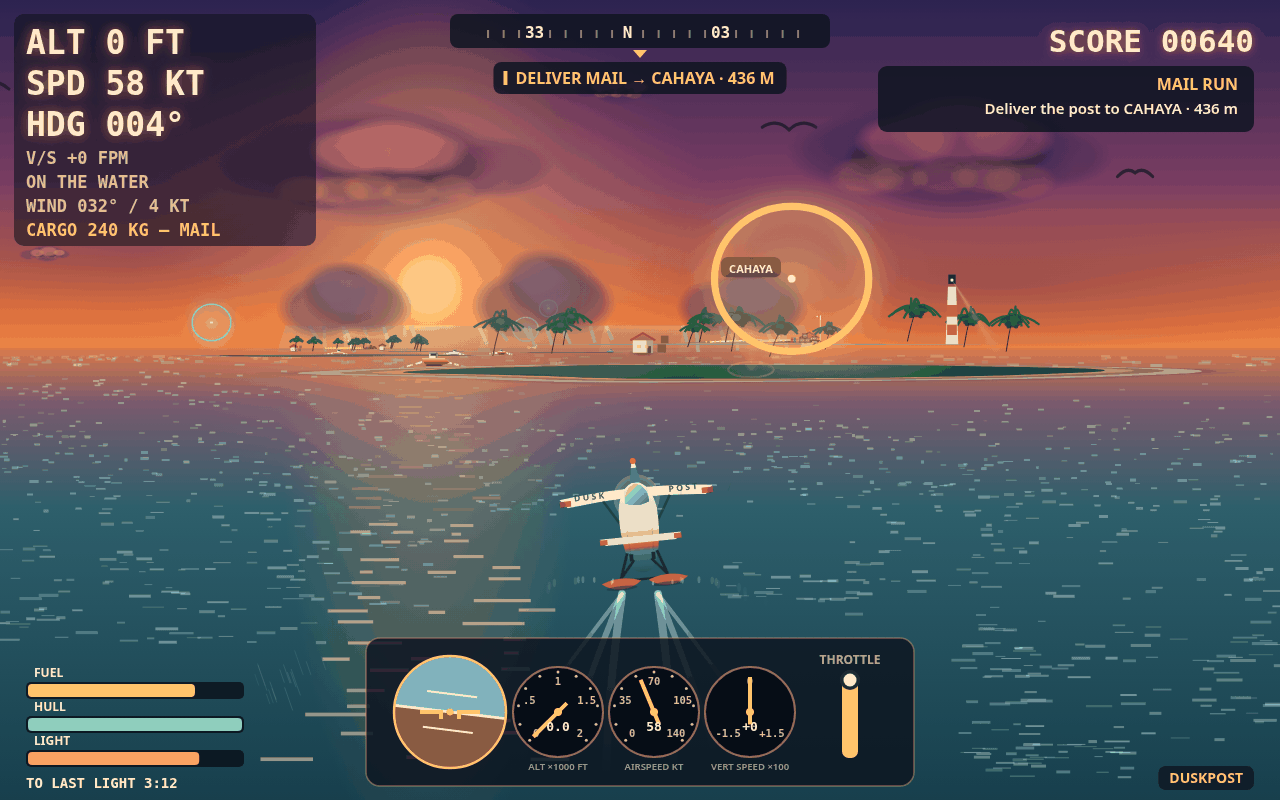 ALT 0 FT
SPD 58 KT
HDG 004°
V/S +0 FPM
ON THE WATER
WIND 032° / 4 KT
CARGO 240 KG — MAIL
33 N 03
DELIVER MAIL → CAHAYA · 436 M
SCORE 00640
MAIL RUN
Deliver the post to CAHAYA · 436 m
CAHAYA
DUSK POST
FUEL
HULL
LIGHT
TO LAST LIGHT 3:12
0 .5 1 1.5 2
0.0
ALT ×1000 FT
0 35 70 105 140
58
AIRSPEED KT
-1.5 +1.5
+0
VERT SPEED ×100
THROTTLE
DUSKPOST